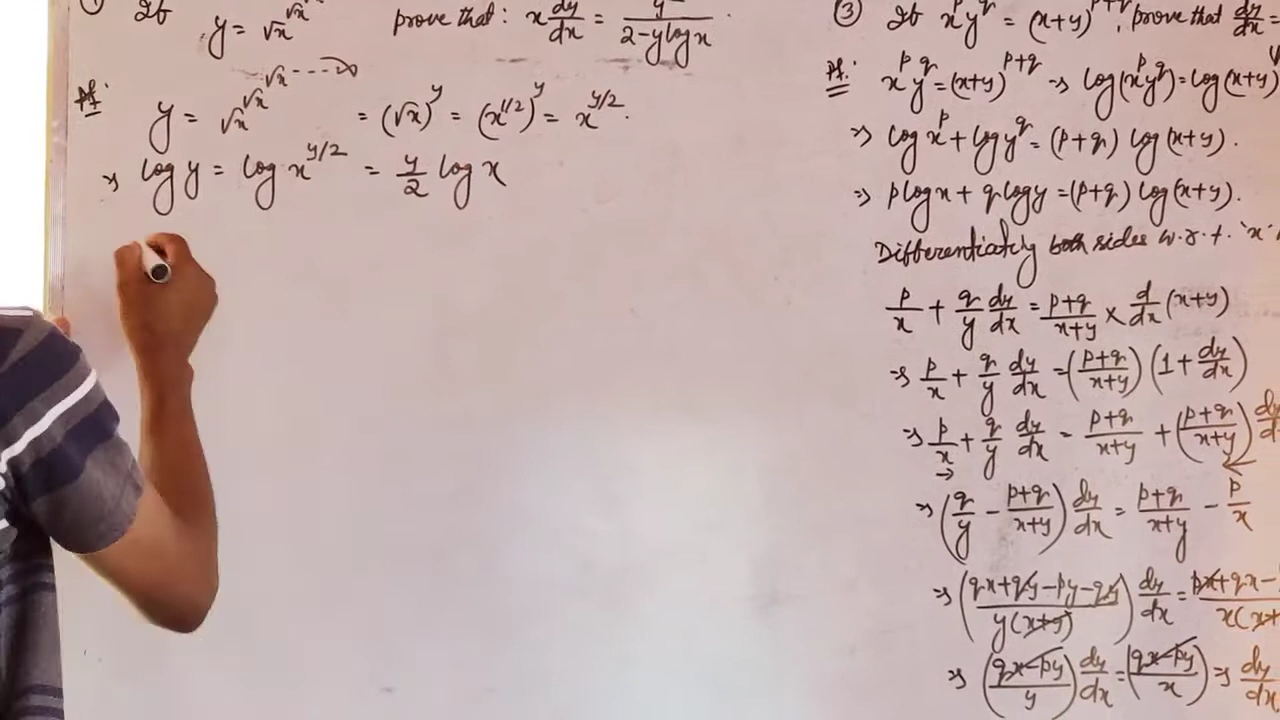 ① If y = √x^√x^√x prove that: x dy/dx = y²/(2-y log x).
Pf: y = √x^√x^√x---∞ = (√x)^y = (x^1/2)^y = x^y/2.
⇒ log y = log x^y/2 = y/2 log x
③ If x^p y^q = (x+y)^p+q, prove that dy/dx =
Pf: x^p y^q = (x+y)^p+q ⇒ log(x^p y^q) = log(x+y)
⇒ log x^p + log y^q = (p+q) log(x+y).
⇒ p log x + q log y = (p+q) log(x+y).
Differentiating both sides w.r.t. 'x'
p/x + q/y dy/dx = p+q/x+y × d/dx (x+y)
⇒ p/x + q/y dy/dx = (p+q/x+y) (1 + dy/dx)
⇒ p/x + q/y dy/dx = p+q/x+y + (p+q/x+y)
⇒ (q/y - p+q/x+y) dy/dx = p+q/x+y - p/x
⇒ (qx+qy-py-qy/y(x+y)) dy/dx = px+qx-
⇒ (qx-py/y) dy/dx = (qx-py/x) ⇒ dy/dx